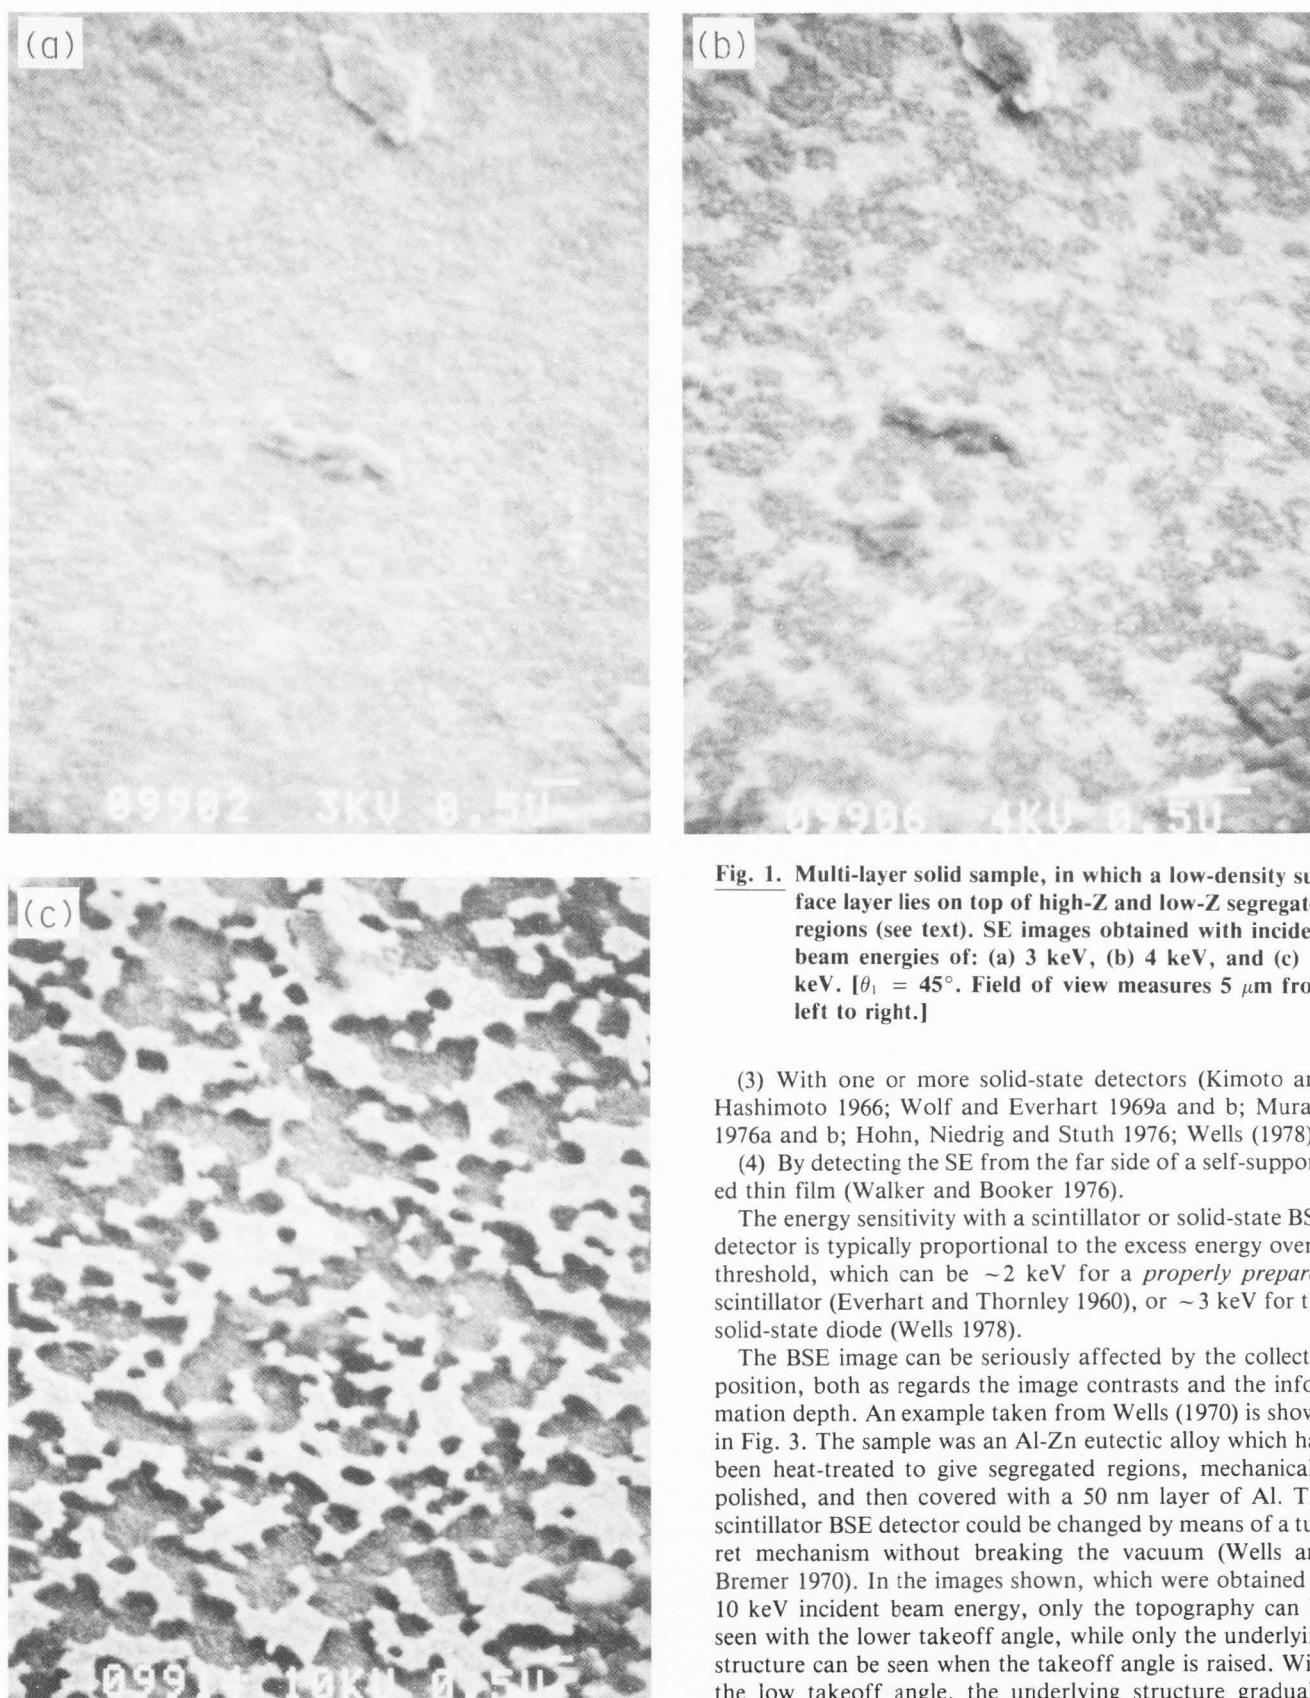 (a)
(b)
09902 3KV 0.5U
09906 4KV 0.5U
(c)
10KV 0.5U
Fig. 1. Multi-layer solid sample, in which a low-density su
face layer lies on top of high-Z and low-Z segregat
regions (see text). SE images obtained with incide
beam energies of: (a) 3 keV, (b) 4 keV, and (c)
keV. [θ₁ = 45°. Field of view measures 5 μm fro
left to right.]
(3) With one or more solid-state detectors (Kimoto an
Hashimoto 1966; Wolf and Everhart 1969a and b; Mura
1976a and b; Hohn, Niedrig and Stuth 1976; Wells (1978)
(4) By detecting the SE from the far side of a self-suppor
ed thin film (Walker and Booker 1976).
The energy sensitivity with a scintillator or solid-state BS
detector is typically proportional to the excess energy over
threshold, which can be ~2 keV for a properly prepar
scintillator (Everhart and Thornley 1960), or ~3 keV for t
solid-state diode (Wells 1978).
The BSE image can be seriously affected by the collect
position, both as regards the image contrasts and the info
mation depth. An example taken from Wells (1970) is show
in Fig. 3. The sample was an Al-Zn eutectic alloy which ha
been heat-treated to give segregated regions, mechanical
polished, and then covered with a 50 nm layer of Al. T
scintillator BSE detector could be changed by means of a tu
ret mechanism without breaking the vacuum (Wells an
Bremer 1970). In the images shown, which were obtained
10 keV incident beam energy, only the topography can
seen with the lower takeoff angle, while only the underlyin
structure can be seen when the takeoff angle is raised. Wi
the low takeoff angle, the underlying structure gradua